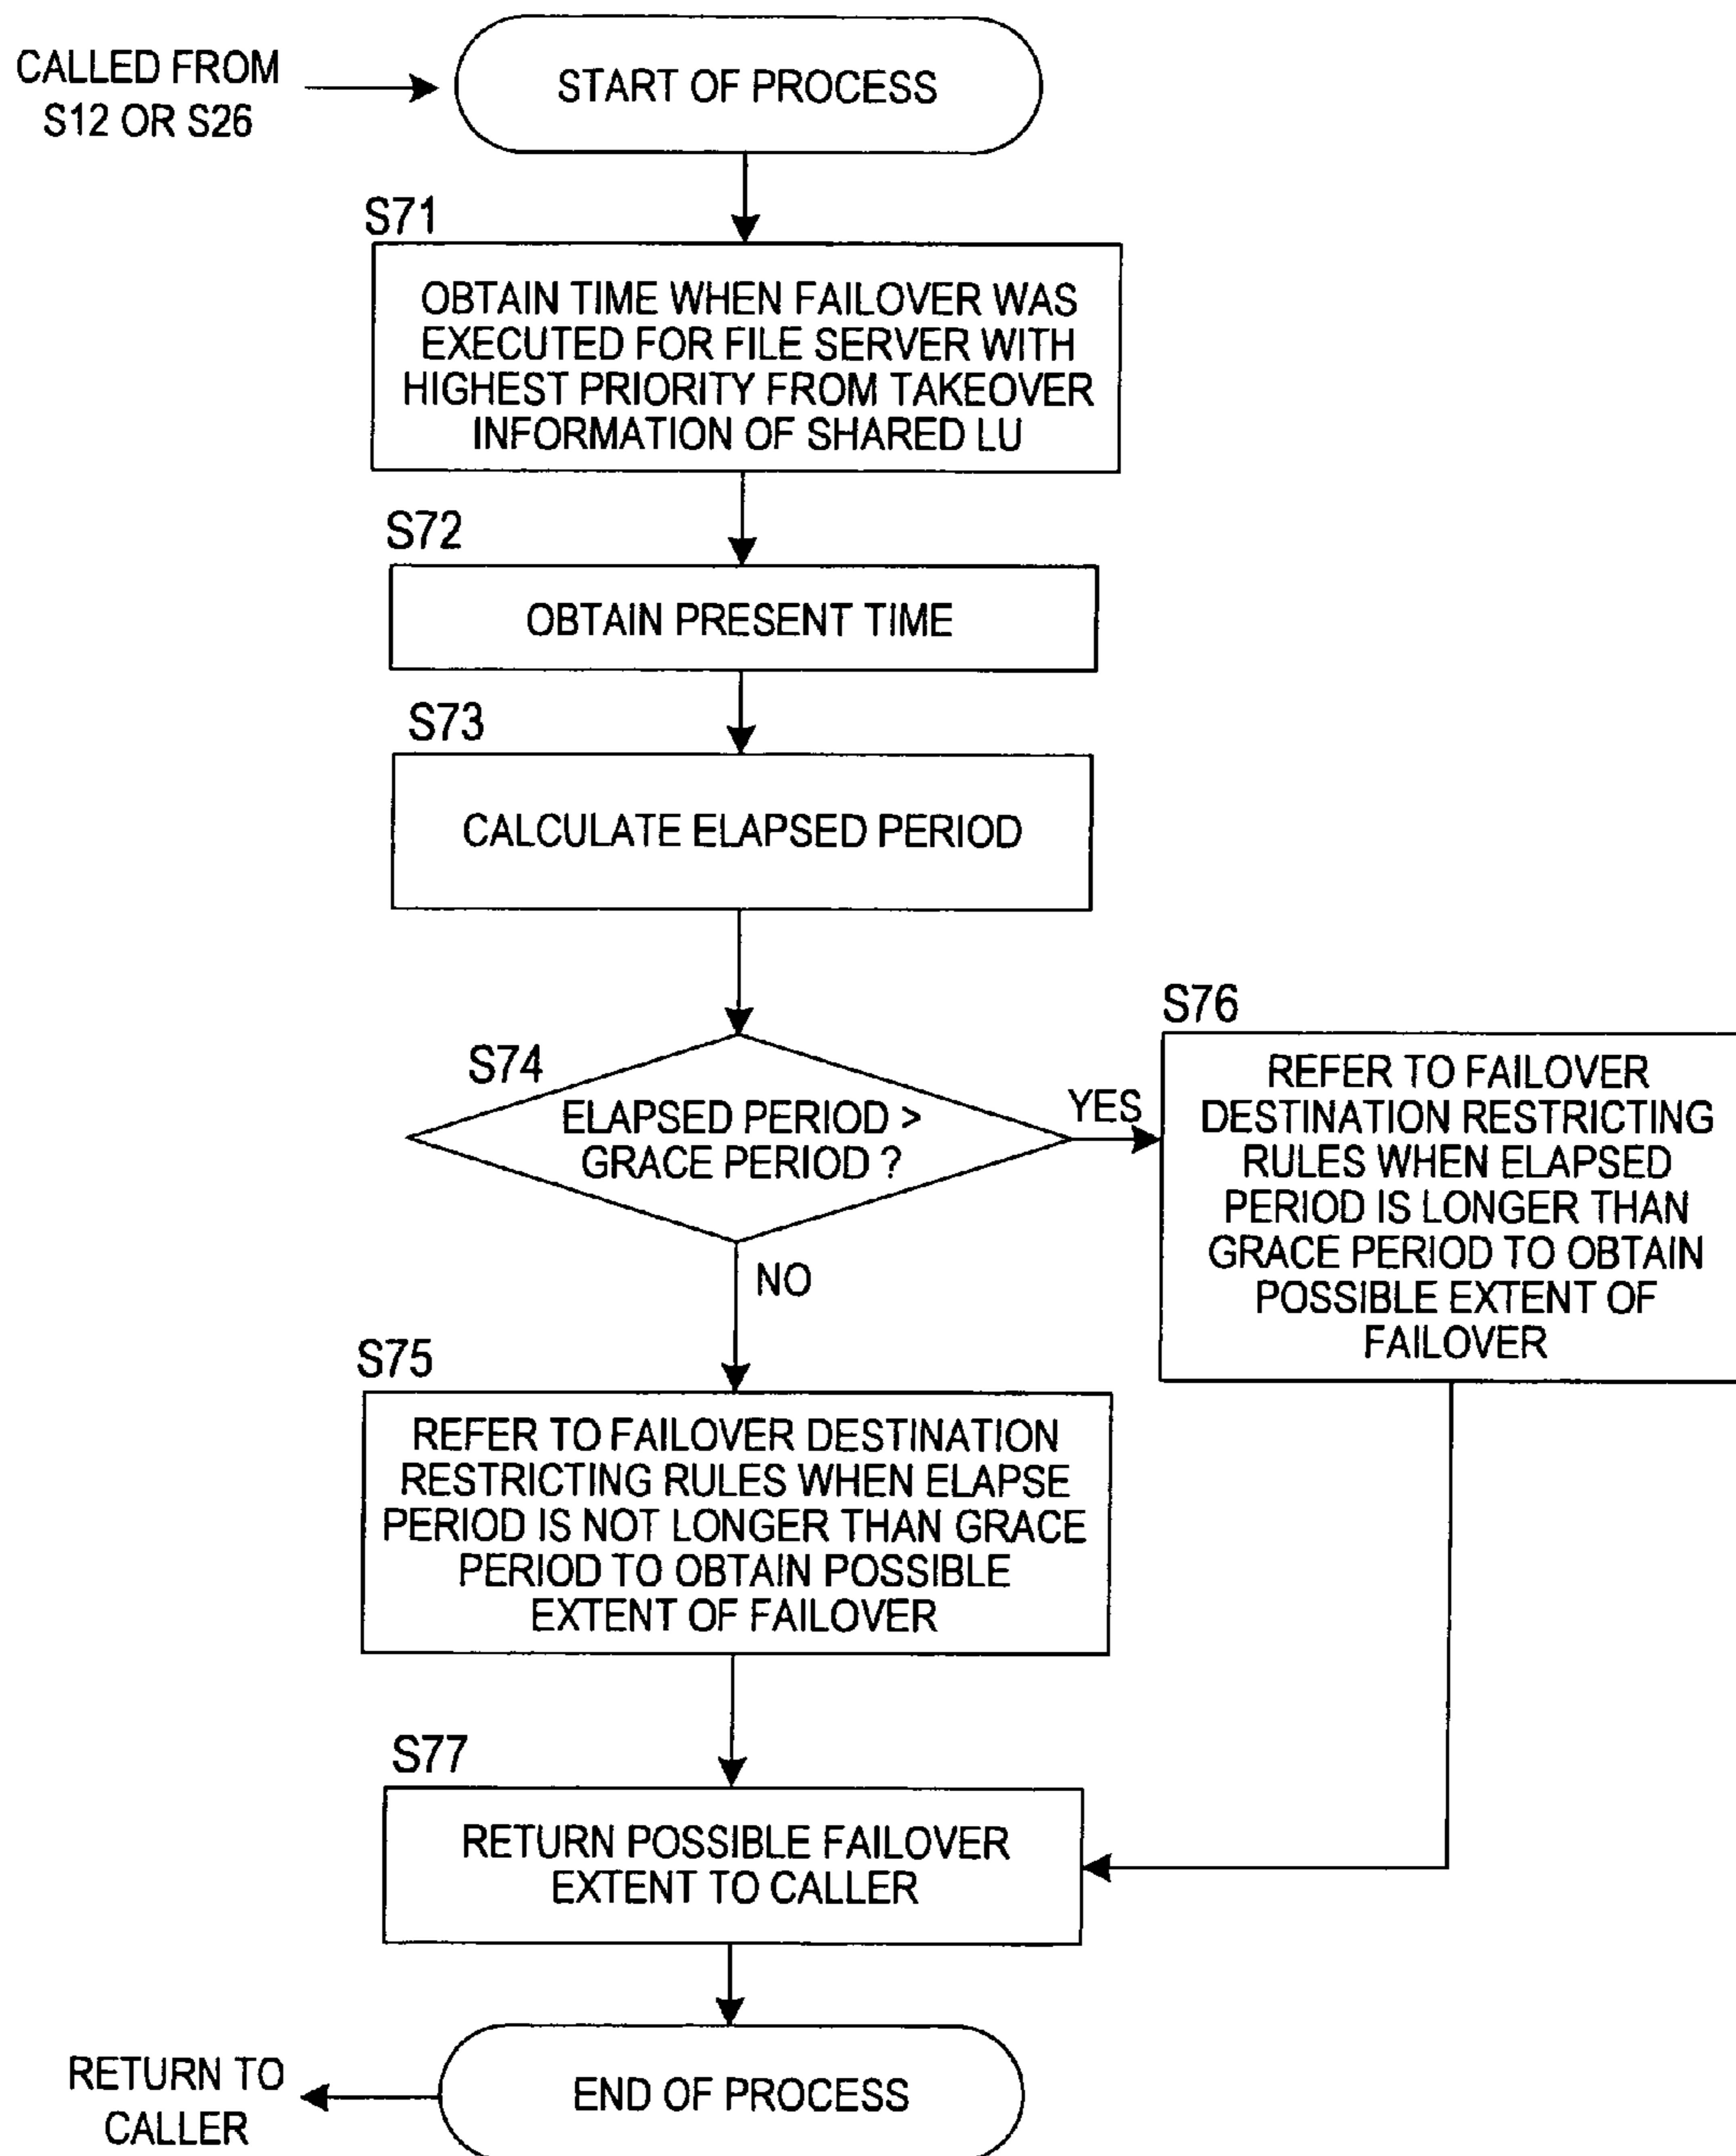 CALLED FROM
S12 OR S26
START OF PROCESS
S71
OBTAIN TIME WHEN FAILOVER WAS
EXECUTED FOR FILE SERVER WITH
HIGHEST PRIORITY FROM TAKEOVER
INFORMATION OF SHARED LU
S72
OBTAIN PRESENT TIME
S73
CALCULATE ELAPSED PERIOD
S74
ELAPSED PERIOD >
GRACE PERIOD ?
YES
NO
S76
REFER TO FAILOVER
DESTINATION RESTRICTING
RULES WHEN ELAPSED
PERIOD IS LONGER THAN
GRACE PERIOD TO OBTAIN
POSSIBLE EXTENT OF
FAILOVER
S75
REFER TO FAILOVER DESTINATION
RESTRICTING RULES WHEN ELAPSE
PERIOD IS NOT LONGER THAN GRACE
PERIOD TO OBTAIN POSSIBLE
EXTENT OF FAILOVER
S77
RETURN POSSIBLE FAILOVER
EXTENT TO CALLER
END OF PROCESS
RETURN TO
CALLER